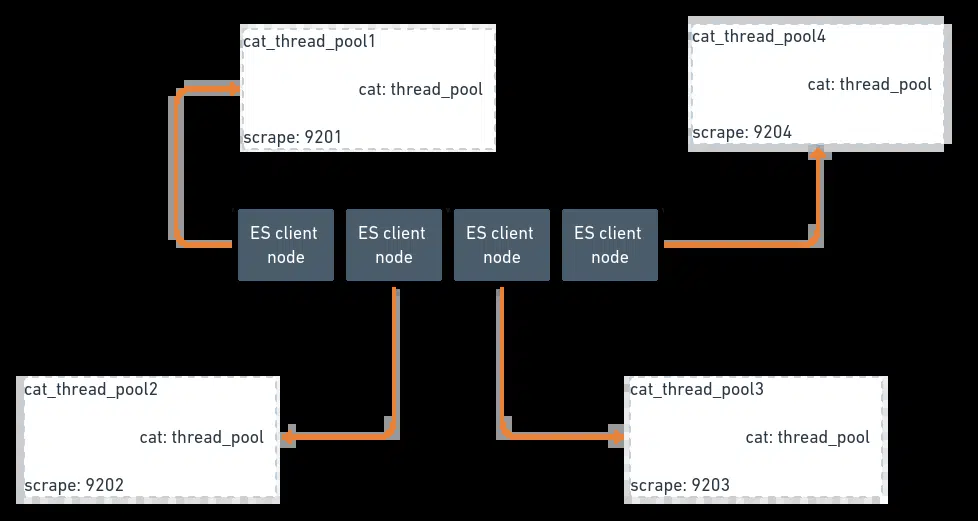 cat_thread_pool1
cat: thread_pool
scrape: 9201
cat_thread_pool4
cat: thread_pool
scrape: 9204
ES client
node
ES client
node
ES client
node
ES client
node
cat_thread_pool2
cat: thread_pool
scrape: 9202
cat_thread_pool3
cat: thread_pool
scrape: 9203